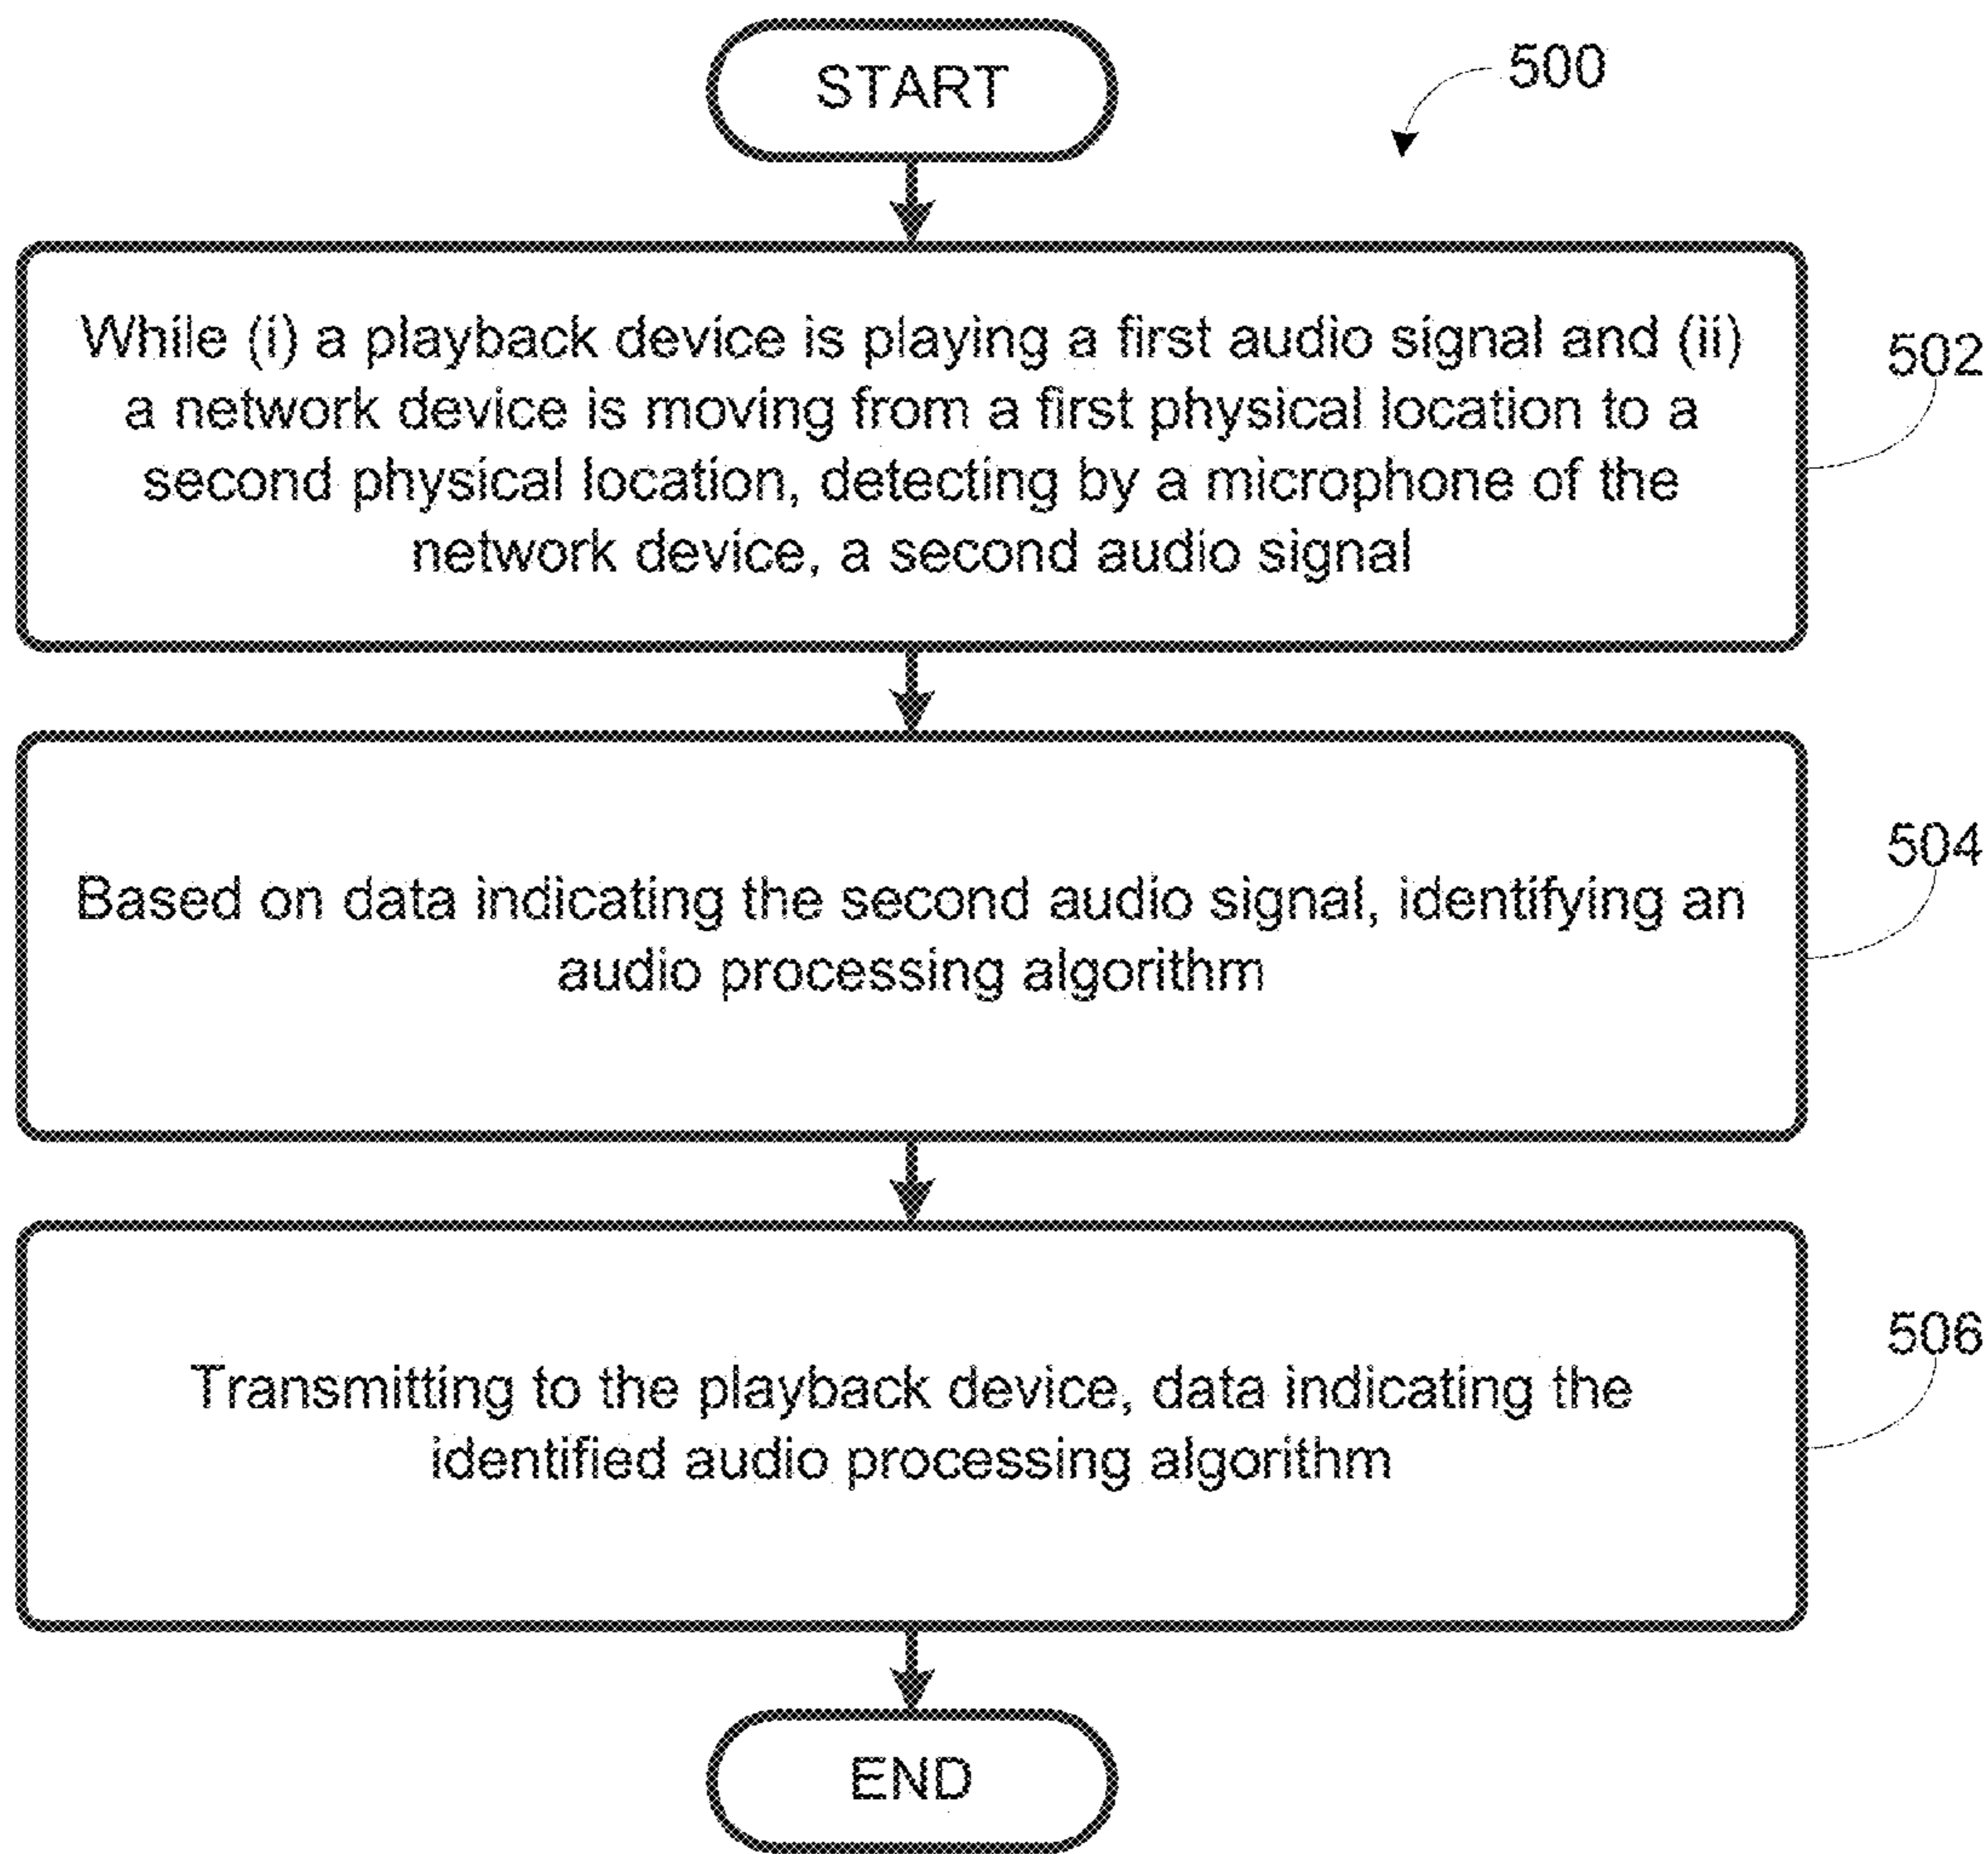 START
500
While (i) a playback device is playing a first audio signal and (ii)
a network device is moving from a first physical location to a
second physical location, detecting by a microphone of the
network device, a second audio signal
502
Based on data indicating the second audio signal, identifying an
audio processing algorithm
504
Transmitting to the playback device, data indicating the
identified audio processing algorithm
506
END